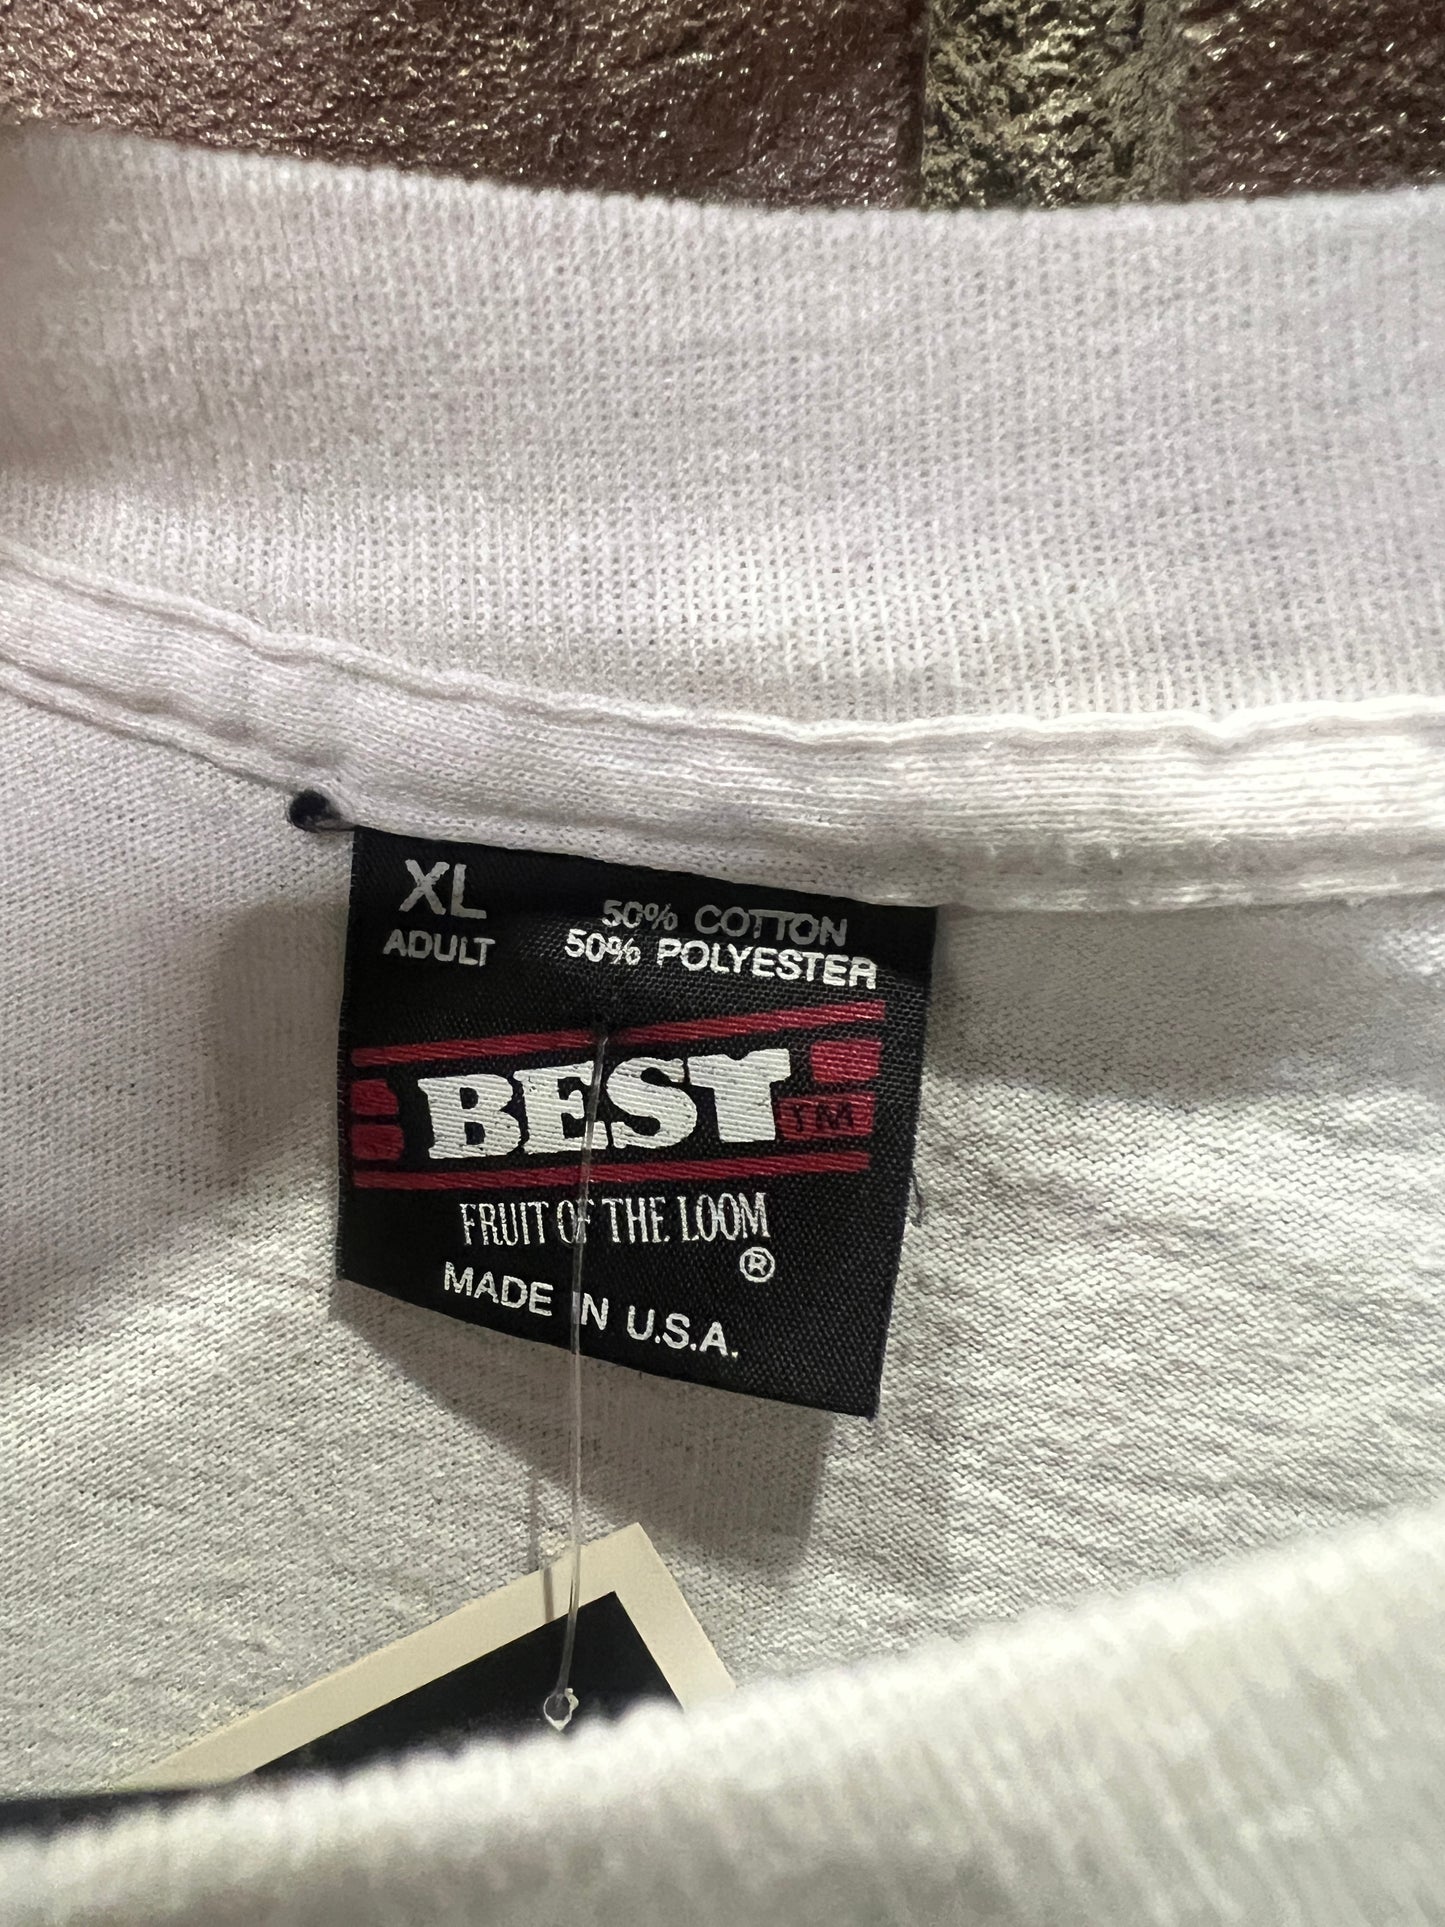 XL
ADULT
50% COTTON
50% POLYESTER
BEST TM
FRUIT OF THE LOOM
®
MADE IN U.S.A.